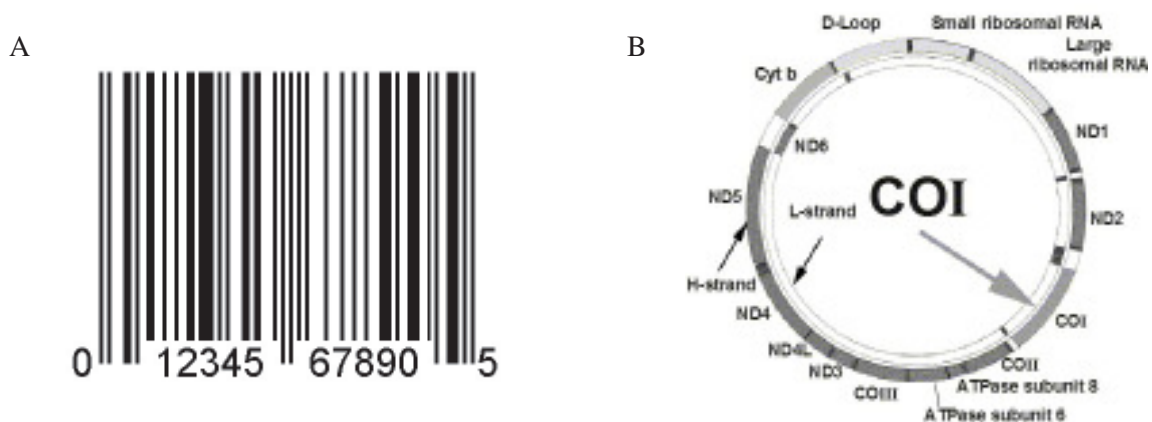 A
0 12345 67890 5
B
D-Loop
Small ribosomal RNA
Large
ribosomal RNA
Cyt b
ND1
ND6
ND5
L-strand
COI
ND2
H-strand
ND4
COI
ND4L
COII
ND3
ATPase subunit 8
COIII
ATPase subunit 6